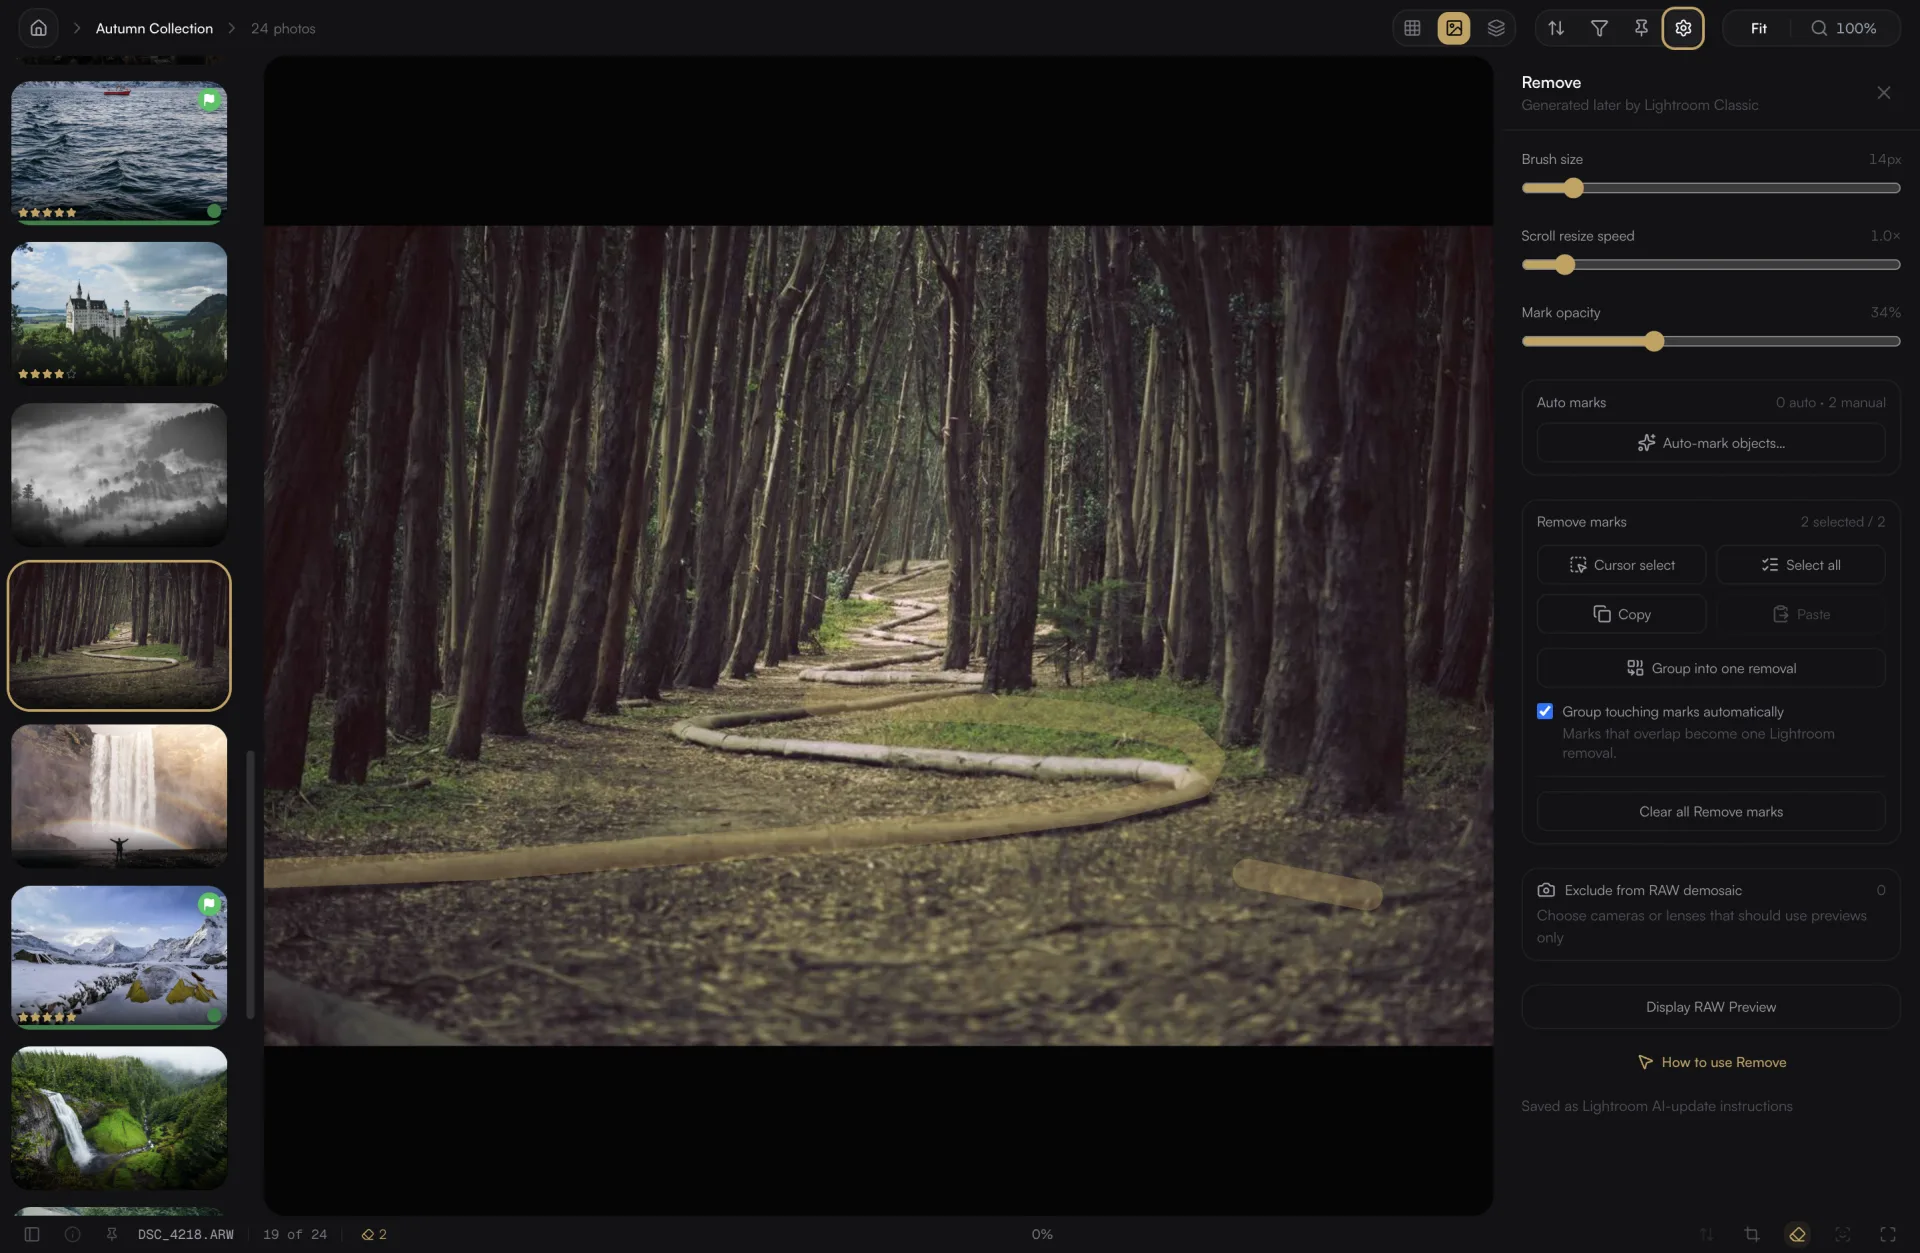 Autumn Collection
24 photos
Fit
100%
Remove
Generated later by Lightroom Classic
Brush size
14px
Scroll resize speed
1.0×
Mark opacity
34%
Auto marks
0 auto · 2 manual
Auto-mark objects...
Remove marks
2 selected / 2
Cursor select
Select all
Copy
Paste
Group into one removal
Group touching marks automatically
Marks that overlap become one Lightroom
removal.
Clear all Remove marks
Exclude from RAW demosaic
0
Choose cameras or lenses that should use previews
only
Display RAW Preview
How to use Remove
Saved as Lightroom AI-update instructions
DSC_4218.ARW
19 of 24
2
0%